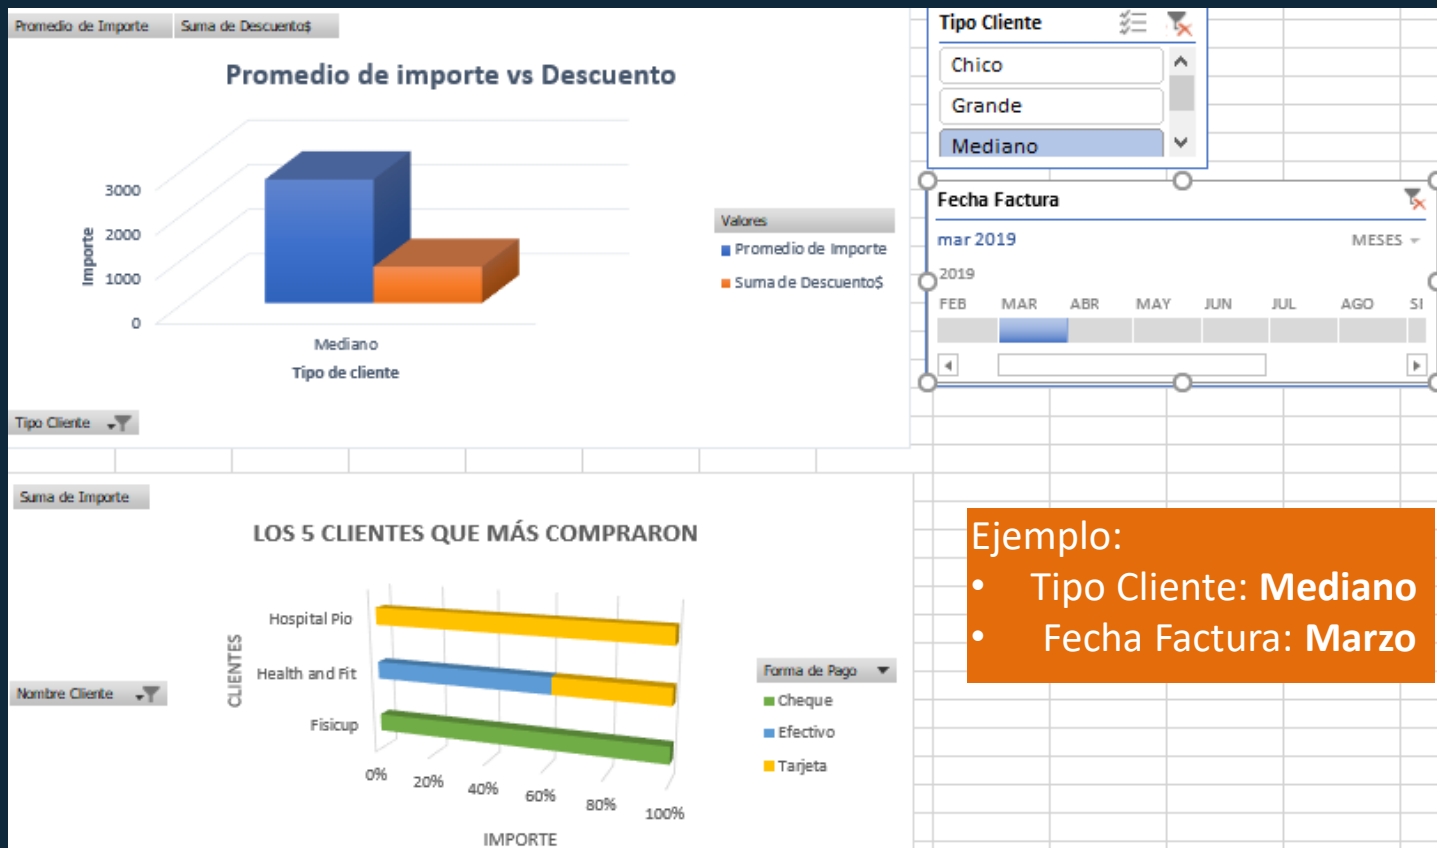 Promedio de Importe
Suma de Descuento$
Promedio de importe vs Descuento
3000
2000
1000
0
Importe
Mediano
Tipo de cliente
Valores
Promedio de Importe
Suma de Descuento$
Tipo Cliente
Tipo Cliente
Chico
Grande
Mediano
Fecha Factura
mar 2019
MESES
2019
FEB MAR ABR MAY JUN JUL AGO SI
Suma de Importe
LOS 5 CLIENTES QUE MÁS COMPRARON
CLIENTES
Hospital Pio
Health and Fit
Fisicup
0% 20% 40% 60% 80% 100%
IMPORTE
Nombre Cliente
Forma de Pago
Cheque
Efectivo
Tarjeta
Ejemplo:
• Tipo Cliente: Mediano
• Fecha Factura: Marzo